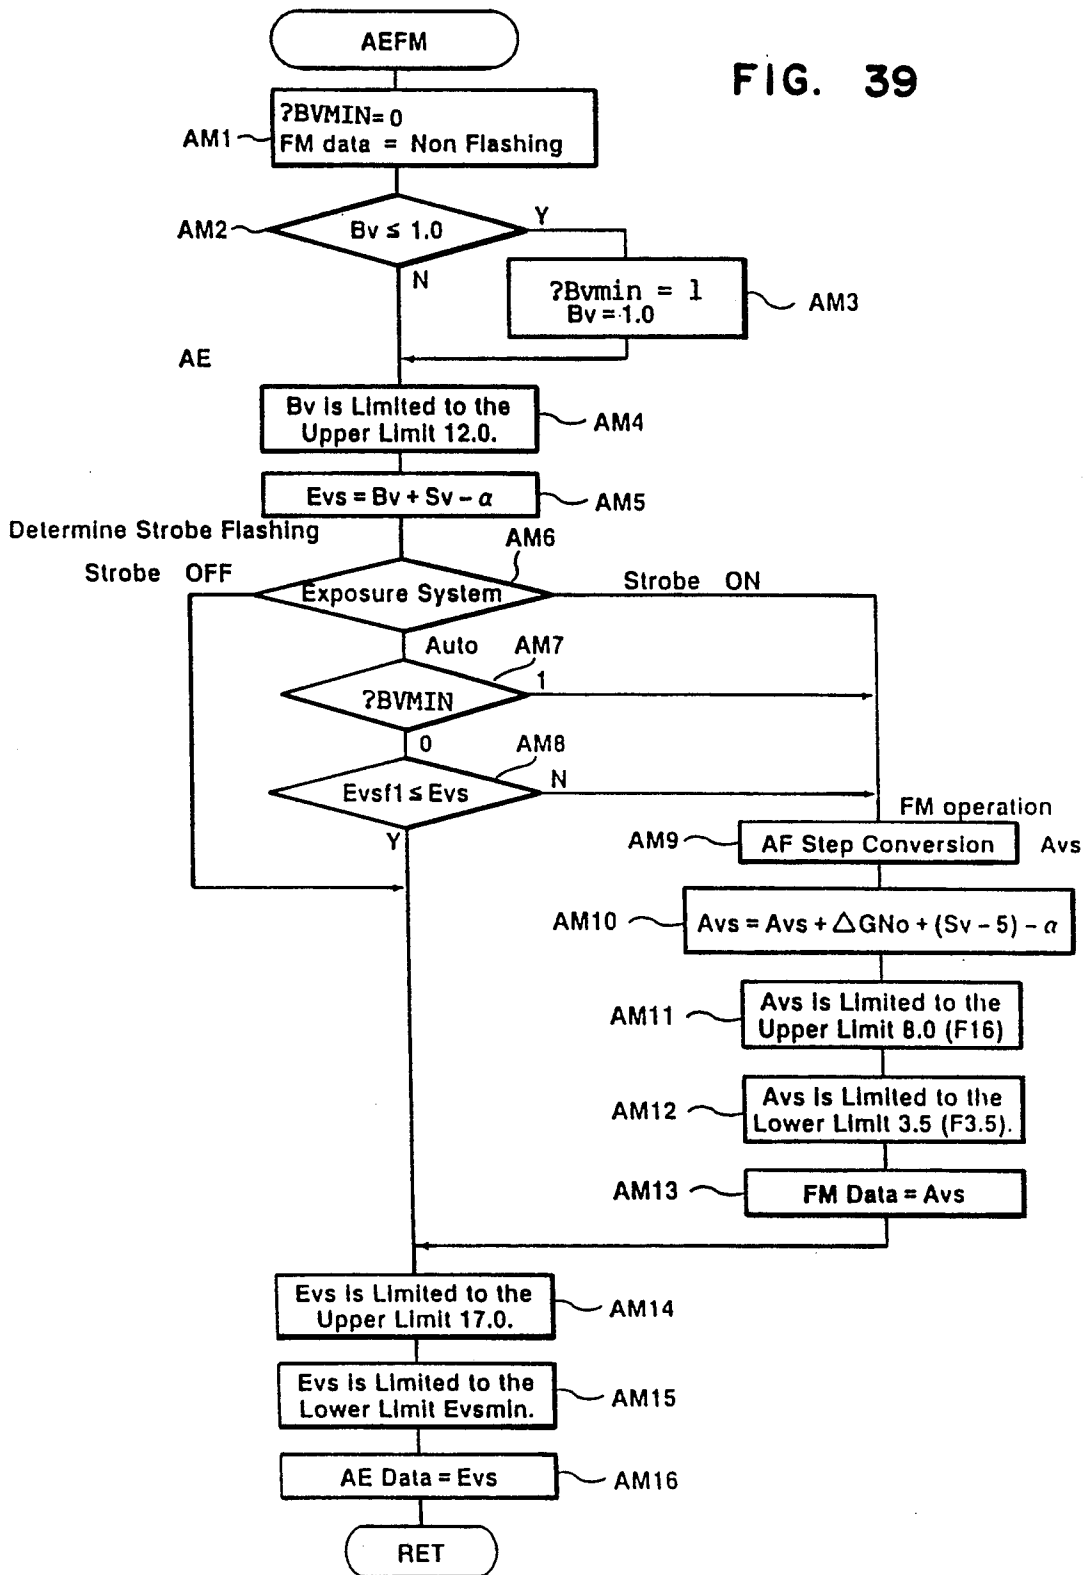 AEFM
FIG. 39
?BVMIN=0
FM data = Non Flashing
AM1
AM2
Bv ≦ 1.0
Y
N
?Bvmin = 1
Bv = 1.0
AM3
AE
Bv is Limited to the
Upper Limit 12.0.
AM4
Evs = Bv + Sv - α
AM5
Determine Strobe Flashing
AM6
Strobe OFF
Exposure System
Strobe ON
Auto
AM7
?BVMIN
1
0
AM8
Evsf1 ≦ Evs
N
Y
FM operation
AM9
AF Step Conversion
Avs
AM10
Avs = Avs + △GNo + (Sv - 5) - α
AM11
Avs is Limited to the
Upper Limit 8.0 (F16)
AM12
Avs is Limited to the
Lower Limit 3.5 (F3.5).
AM13
FM Data = Avs
Evs is Limited to the
Upper Limit 17.0.
AM14
Evs is Limited to the
Lower Limit Evsmin.
AM15
AE Data = Evs
AM16
RET